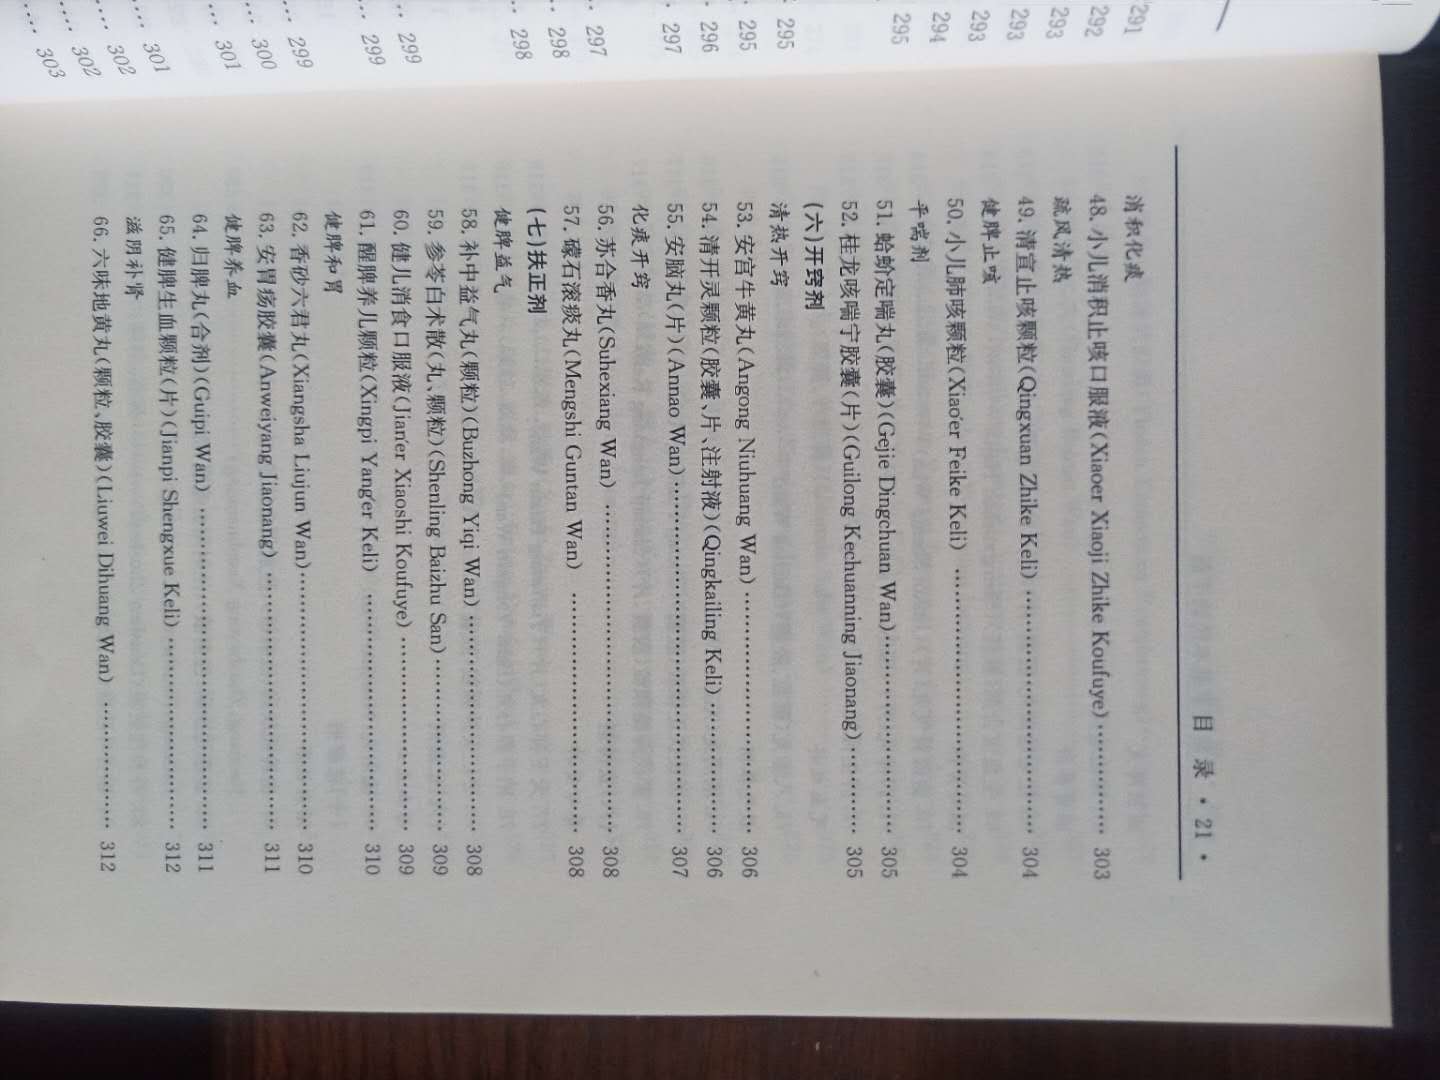 目 录 · 21 ·
消积化痰
48. 小儿消积止咳口服液(Xiaoer Xiaoji Zhike Koufuye)…………… 303
疏风清热
49. 清宣止咳颗粒(Qingxuan Zhike Keli)………………………… 304
健脾止咳
50. 小儿肺咳颗粒(Xiao'er Feike Keli) ………………………… 304
平喘剂
51. 蛤蚧定喘丸(胶囊)(Gejie Dingchuan Wan)…………………… 305
52. 桂龙咳喘宁胶囊(片)(Guilong Kechuanning Jiaonang)………… 305
(六)开窍剂
清热开窍
53. 安宫牛黄丸(Angong Niuhuang Wan)………………………… 306
54. 清开灵颗粒(胶囊、片、注射液)(Qingkailing Keli)…………… 306
55. 安脑丸(片)(Annao Wan)…………………………………… 307
化痰开窍
56. 苏合香丸(Suhexiang Wan) ………………………………… 308
57. 礞石滚痰丸(Mengshi Guntan Wan) ………………………… 308
(七)扶正剂
健脾益气
58. 补中益气丸(颗粒)(Buzhong Yiqi Wan)……………………… 308
59. 参苓白术散(丸、颗粒)(Shenling Baizhu San)………………… 309
60. 健儿消食口服液(Jian'er Xiaoshi Koufuye) ………………… 309
61. 醒脾养儿颗粒(Xingpi Yang'er Keli) ……………………… 310
健脾和胃
62. 香砂六君丸(Xiangsha Liujun Wan)………………………… 310
63. 安胃疡胶囊(Anweiyang Jiaonang) ………………………… 311
健脾养血
64. 归脾丸(合剂)(Guipi Wan) ………………………………… 311
65. 健脾生血颗粒(片)(Jianpi Shengxue Keli) ………………… 312
滋阴补肾
66. 六味地黄丸(颗粒、胶囊)(Liuwei Dihuang Wan) …………… 312
291
292
293
293
293
294
295
295
295
296
297
297
298
298
299
299
299
300
301
301
302
302
303